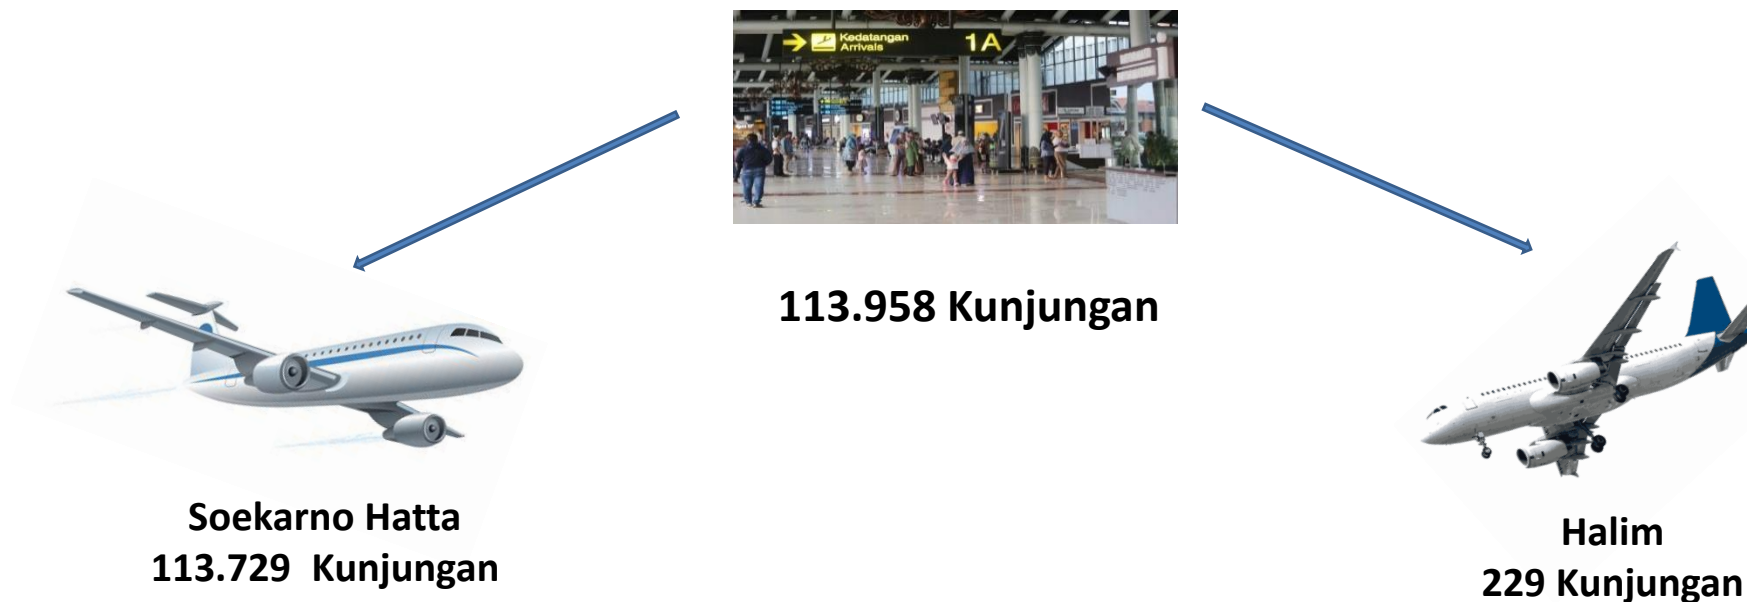 Kedatangan
Arrivals
1A
113.958 Kunjungan
Soekarno Hatta
113.729 Kunjungan
Halim
229 Kunjungan